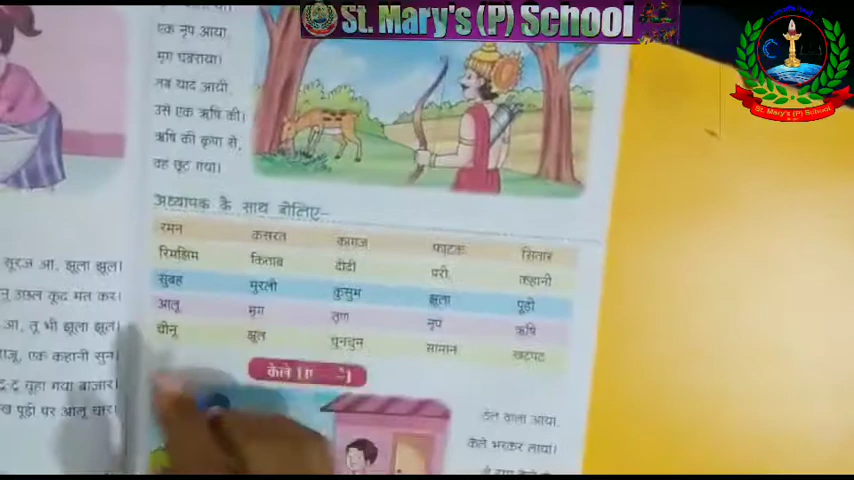 St. Mary's (P) School
St. Mary's (P) School
एक नृप आया,
मृग घबराया।
तब याद आयी,
उसे एक ऋषि की।
ऋषि की कृपा से,
वह छूट गया।
अध्यापक के साथ बोलिए–
रमन कसरत कागज फाटक सितार
रिमझिम किताब दीदी परी कहानी
सुबह मुरली कुसुम झूला पूड़ी
आलू मृग तृण नृप ऋषि
चीनू झूल चुनचुन सामान खटपट
सूरज आ, झूला झूल।
उछल कूद मत कर।
आ, तू भी झूला झूल।
एक कहानी सुन।
चूहा गया बाजार।
पूड़ी पर आलू चार।
केले (ए
वाला आया,
केले भरकर लाया।